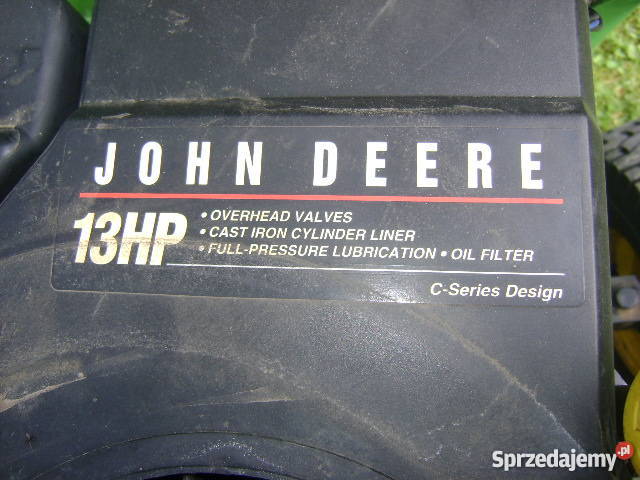 JOHN DEERE
13HP
• OVERHEAD VALVES
• CAST IRON CYLINDER LINER
• FULL-PRESSURE LUBRICATION • OIL FILTER
C-Series Design
Sprzedajemy.pl